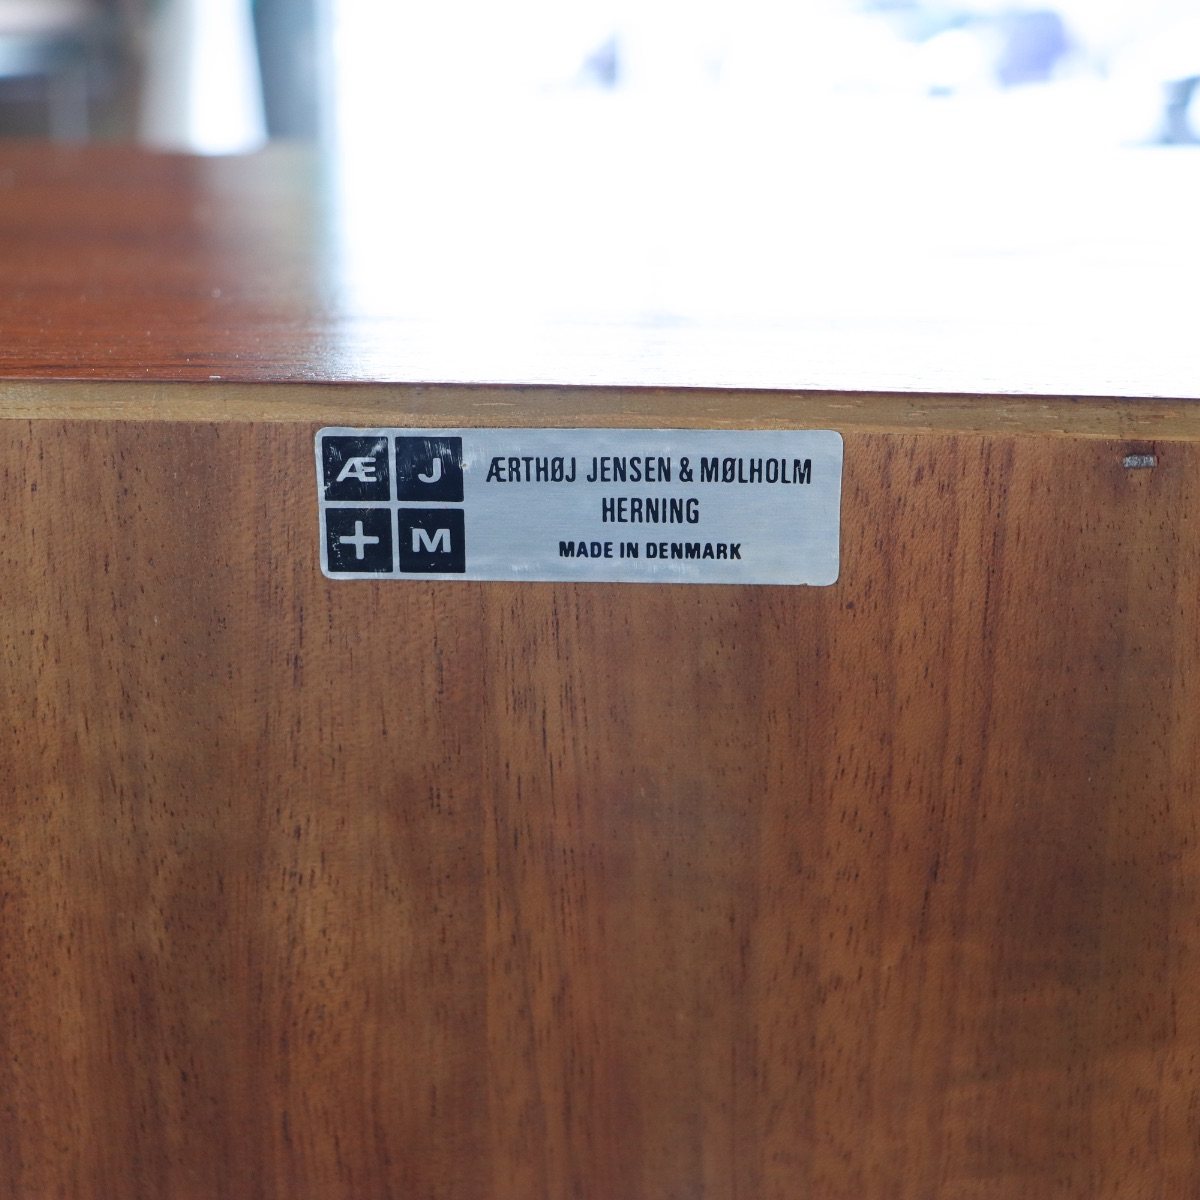 Æ J
+ M
ÆRTHØJ JENSEN & MØLHOLM
HERNING
MADE IN DENMARK